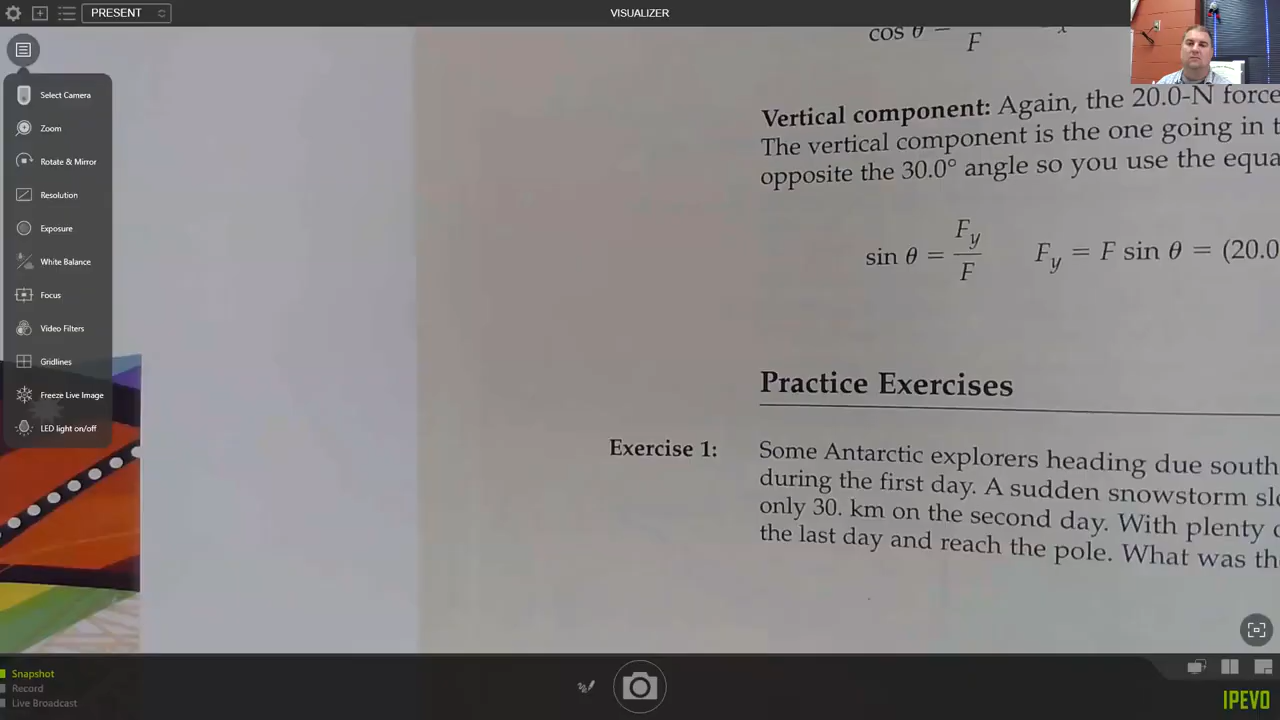 PRESENT
VISUALIZER
Select Camera
Zoom
Rotate & Mirror
Resolution
Exposure
White Balance
Focus
Video Filters
Gridlines
Freeze Live Image
LED light on/off
cos θ =
F
Vertical component: Again, the 20.0-N force
The vertical component is the one going in t
opposite the 30.0° angle so you use the equa
sin θ = Fy/F Fy = F sin θ = (20.0
Practice Exercises
Exercise 1: Some Antarctic explorers heading due south
during the first day. A sudden snowstorm slo
only 30. km on the second day. With plenty o
the last day and reach the pole. What was th
Snapshot
Record
Live Broadcast
IPEVO